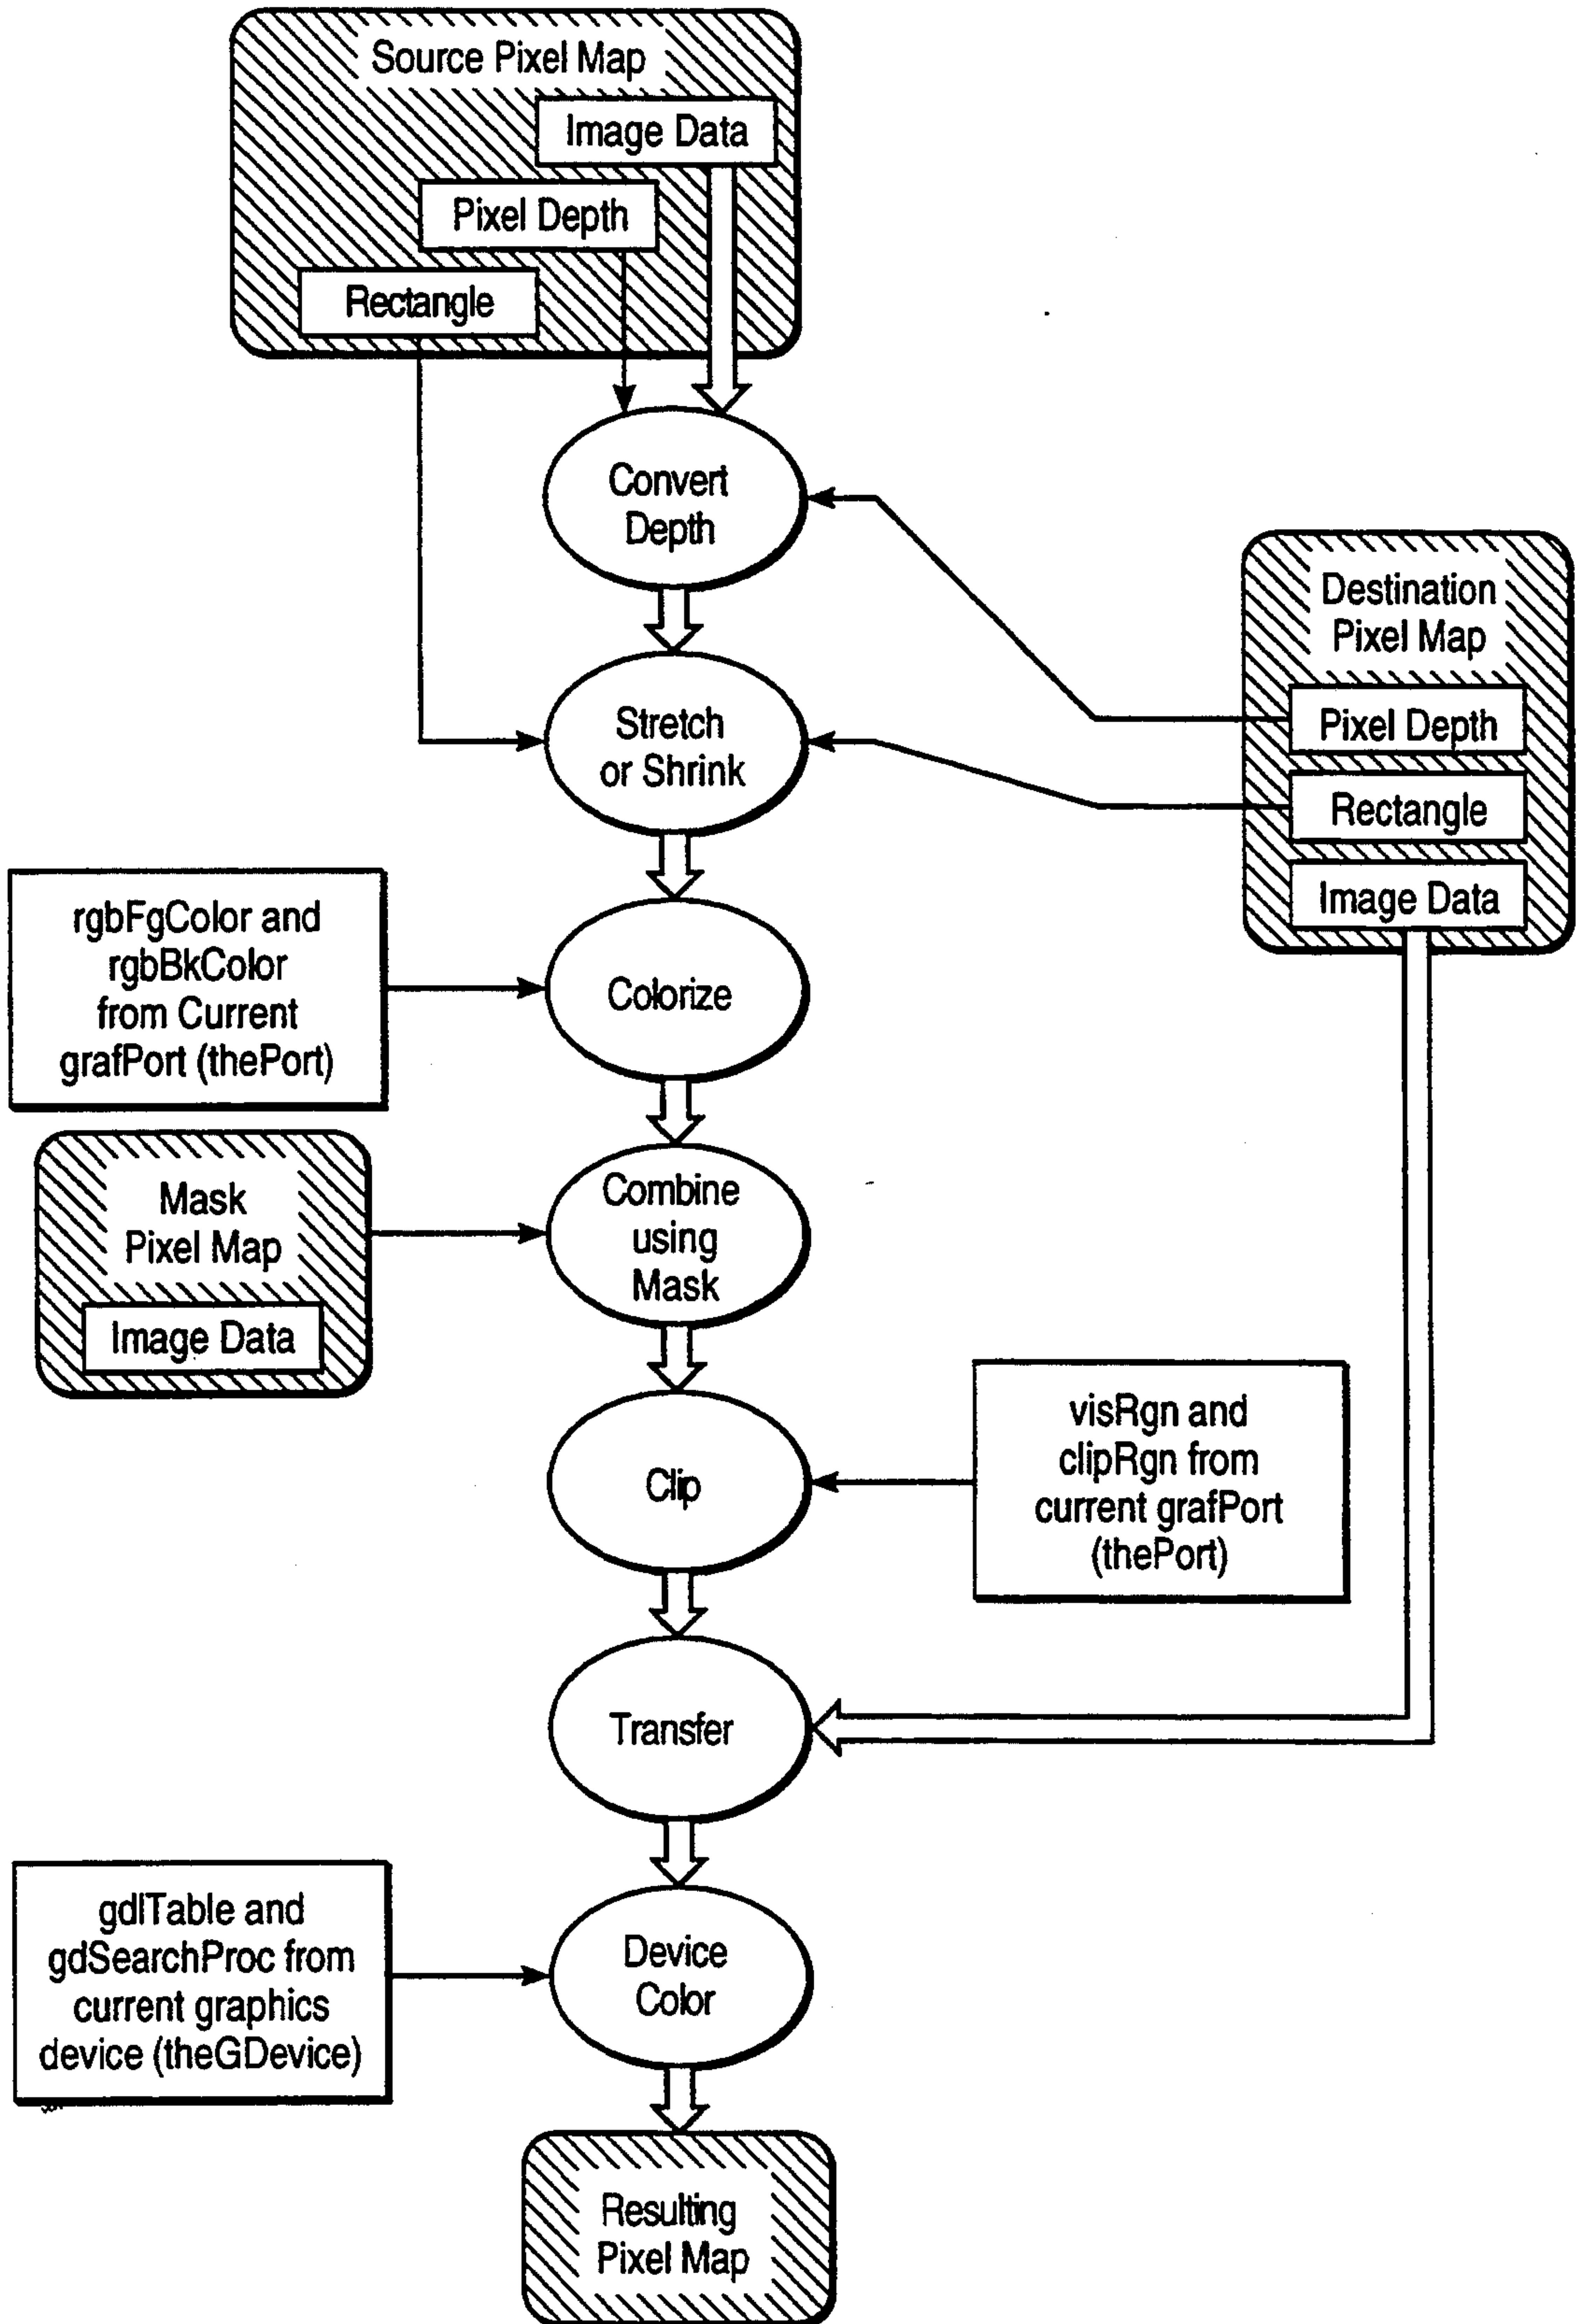 Source Pixel Map
Image Data
Pixel Depth
Rectangle
Convert
Depth
Destination
Pixel Map
Pixel Depth
Rectangle
Image Data
Stretch
or Shrink
rgbFgColor and
rgbBkColor
from Current
grafPort (thePort)
Colorize
Mask
Pixel Map
Image Data
Combine
using
Mask
Clip
visRgn and
clipRgn from
current grafPort
(thePort)
Transfer
gdITable and
gdSearchProc from
current graphics
device (theGDevice)
Device
Color
Resulting
Pixel Map